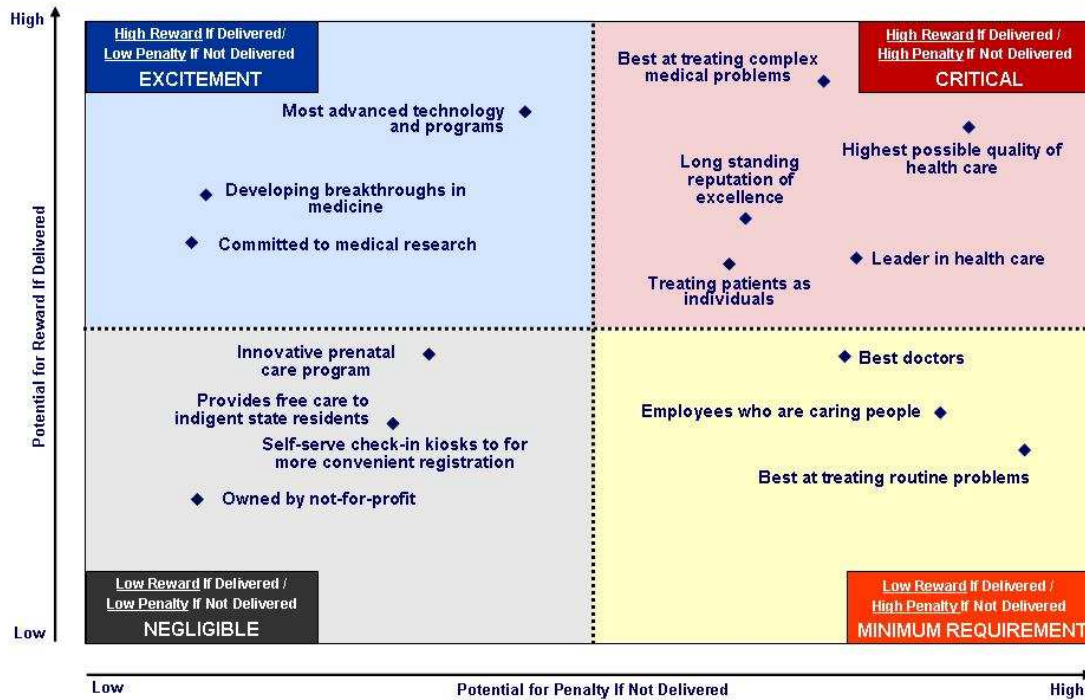 High
High Reward If Delivered/
Low Penalty If Not Delivered
EXCITEMENT
High Reward If Delivered /
High Penalty If Not Delivered
CRITICAL
Best at treating complex
medical problems
Most advanced technology
and programs
Highest possible quality of
health care
Long standing
reputation of
excellence
Developing breakthroughs in
medicine
Committed to medical research
Leader in health care
Treating patients as
individuals
Potential for Reward If Delivered
Innovative prenatal
care program
Best doctors
Provides free care to
indigent state residents
Employees who are caring people
Self-serve check-in kiosks to for
more convenient registration
Best at treating routine problems
Owned by not-for-profit
Low Reward If Delivered /
Low Penalty If Not Delivered
NEGLIGIBLE
Low Reward If Delivered /
High Penalty If Not Delivered
MINIMUM REQUIREMENT
Low
Low
Potential for Penalty If Not Delivered
High